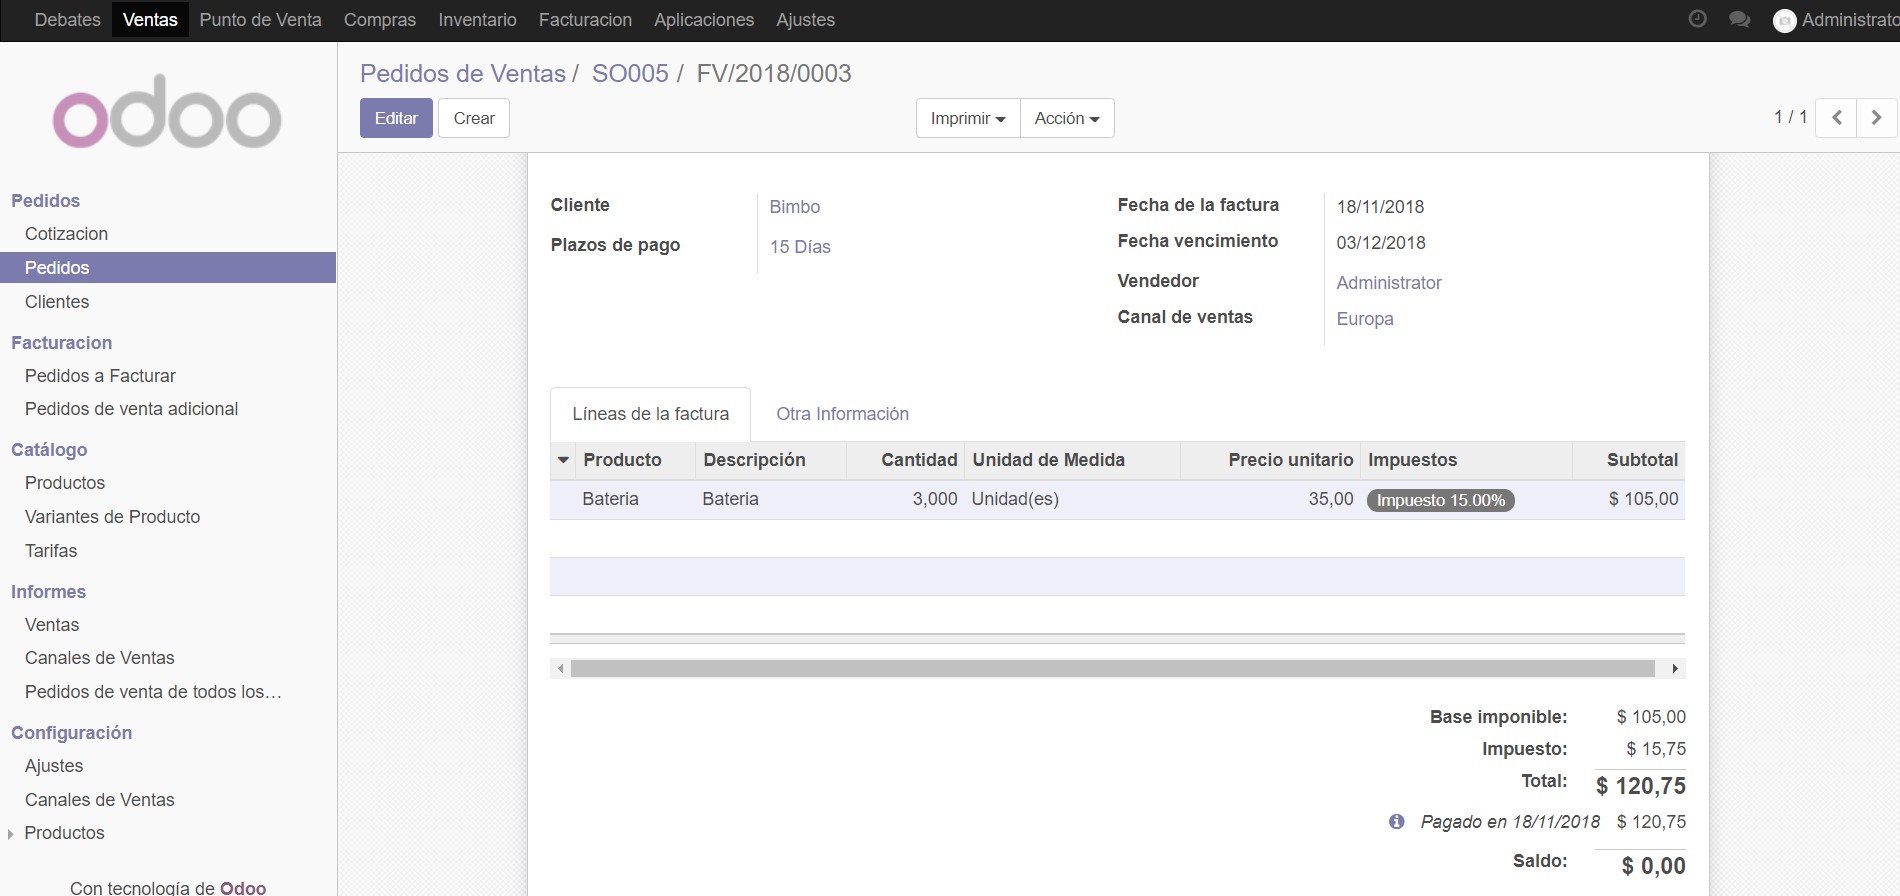 Debates Ventas Punto de Venta Compras Inventario Facturacion Aplicaciones Ajustes Administrato
odoo
Pedidos de Ventas / SO005 / FV/2018/0003
Editar Crear Imprimir Acción 1 / 1
Pedidos
Cotizacion
Pedidos
Clientes
Facturacion
Pedidos a Facturar
Pedidos de venta adicional
Catálogo
Productos
Variantes de Producto
Tarifas
Informes
Ventas
Canales de Ventas
Pedidos de venta de todos los…
Configuración
Ajustes
Canales de Ventas
Productos
Con tecnología de Odoo
Cliente Bimbo
Plazos de pago 15 Días
Fecha de la factura 18/11/2018
Fecha vencimiento 03/12/2018
Vendedor Administrator
Canal de ventas Europa
Líneas de la factura Otra Información
Producto Descripción Cantidad Unidad de Medida Precio unitario Impuestos Subtotal
Bateria Bateria 3,000 Unidad(es) 35,00 Impuesto 15.00% $ 105,00
Base imponible: $ 105,00
Impuesto: $ 15,75
Total: $ 120,75
Pagado en 18/11/2018 $ 120,75
Saldo: $ 0,00